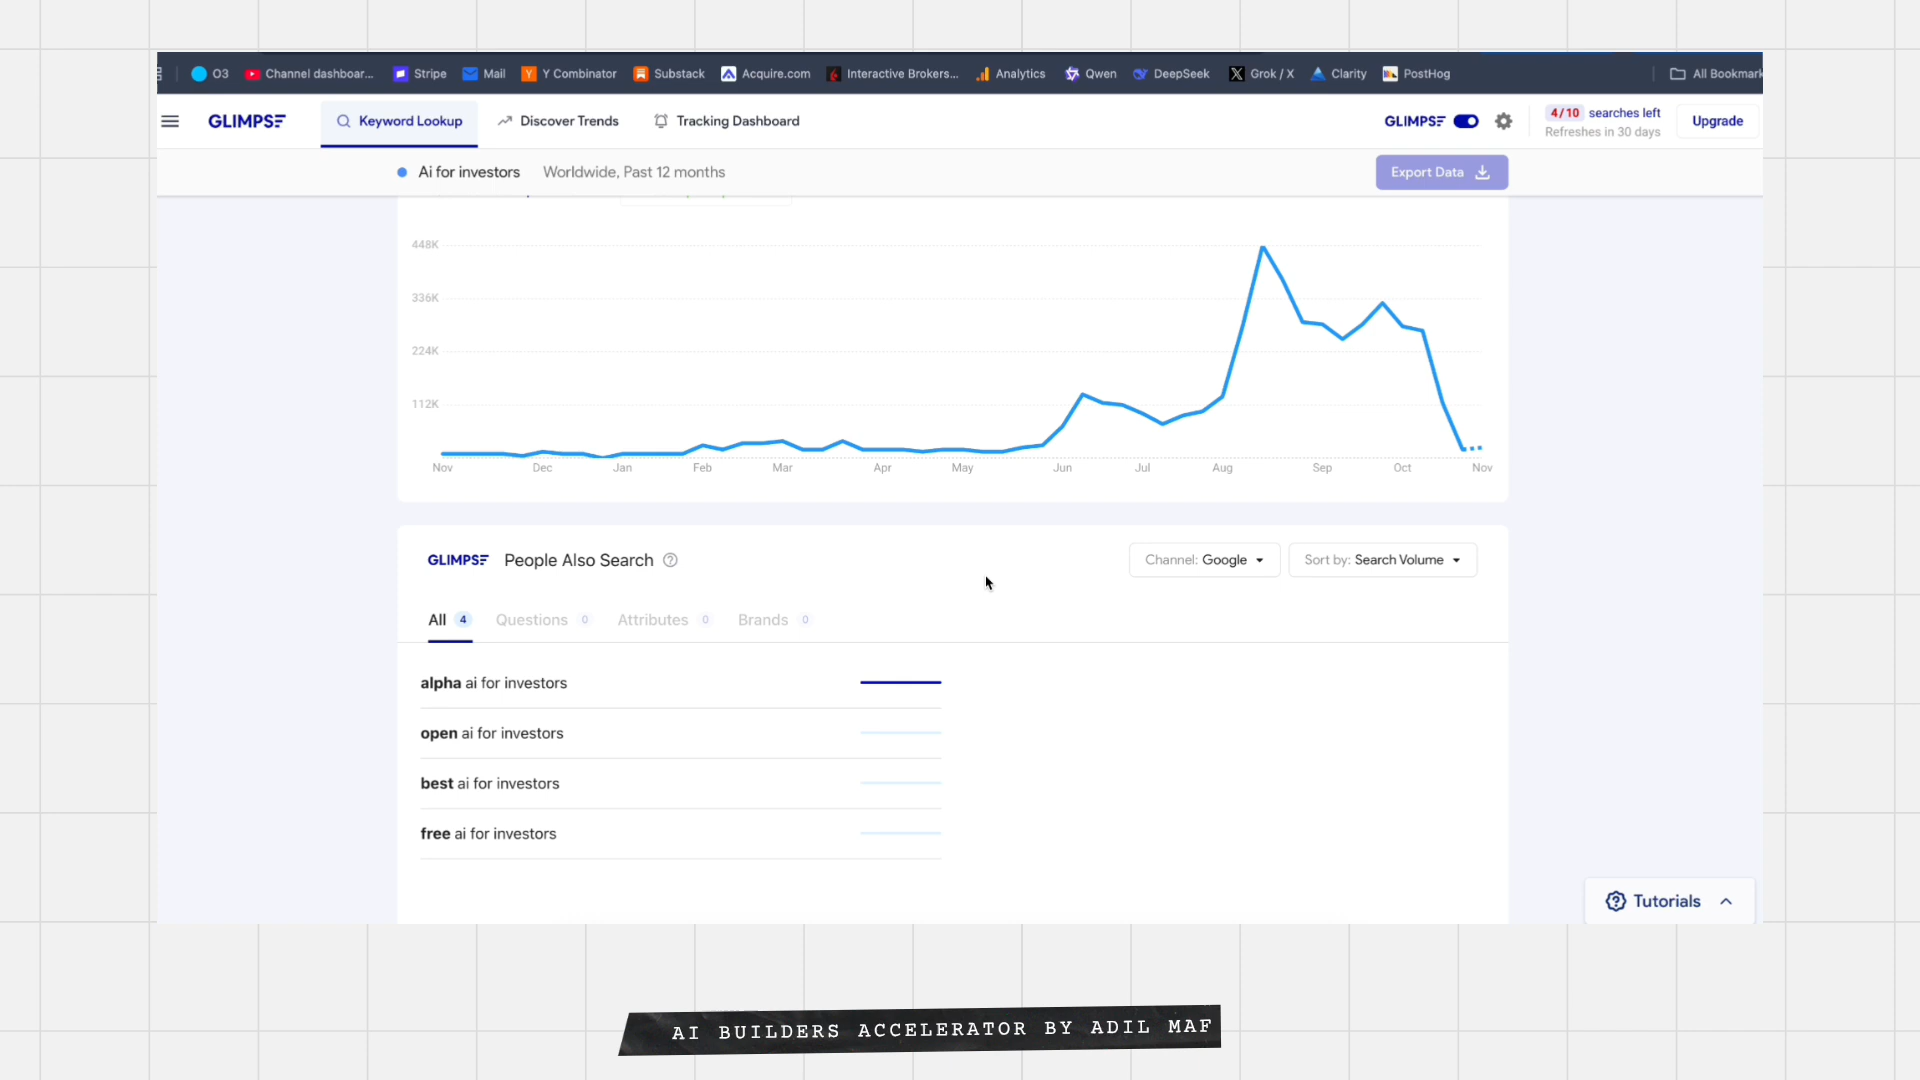 O3 Channel dashboar... Stripe Mail Y Combinator Substack Acquire.com Interactive Brokers... Analytics Qwen DeepSeek Grok / X Clarity PostHog All Bookmark
GLIMPSE Keyword Lookup Discover Trends Tracking Dashboard GLIMPSE 4/10 searches left Upgrade
Refreshes in 30 days
Ai for investors Worldwide, Past 12 months Export Data
448K
336K
224K
112K
Nov Dec Jan Feb Mar Apr May Jun Jul Aug Sep Oct Nov
GLIMPSE People Also Search Channel: Google Sort by: Search Volume
All 4 Questions 0 Attributes 0 Brands 0
alpha ai for investors
open ai for investors
best ai for investors
free ai for investors
Tutorials
AI BUILDERS ACCELERATOR BY ADIL MAF